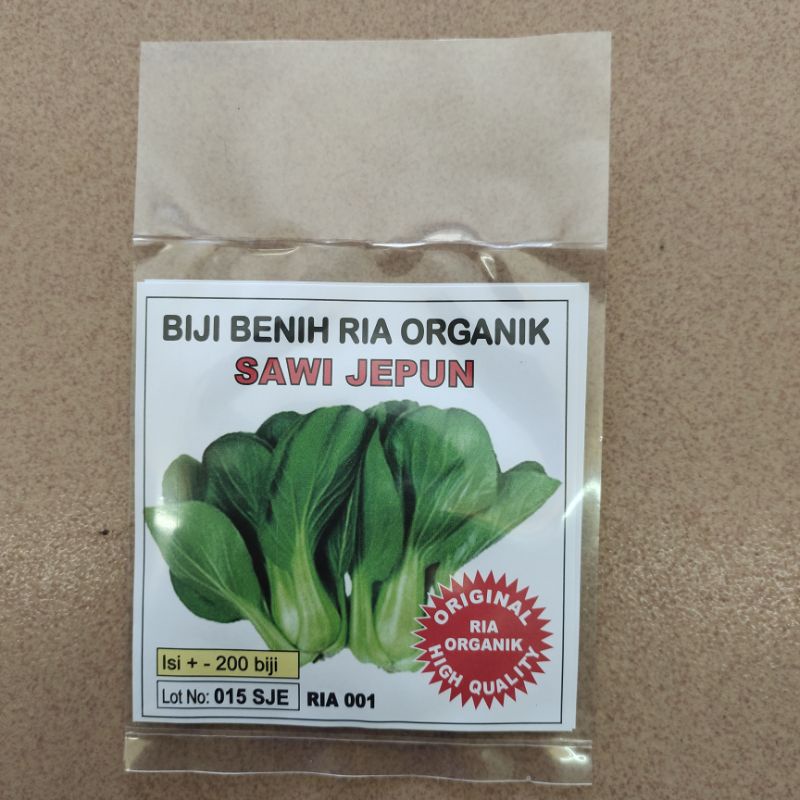 BIJI BENIH RIA ORGANIK
SAWI JEPUN
ORIGINAL
RIA
ORGANIK
HIGH QUALITY
Isi + - 200 biji
Lot No: 015 SJE RIA 001